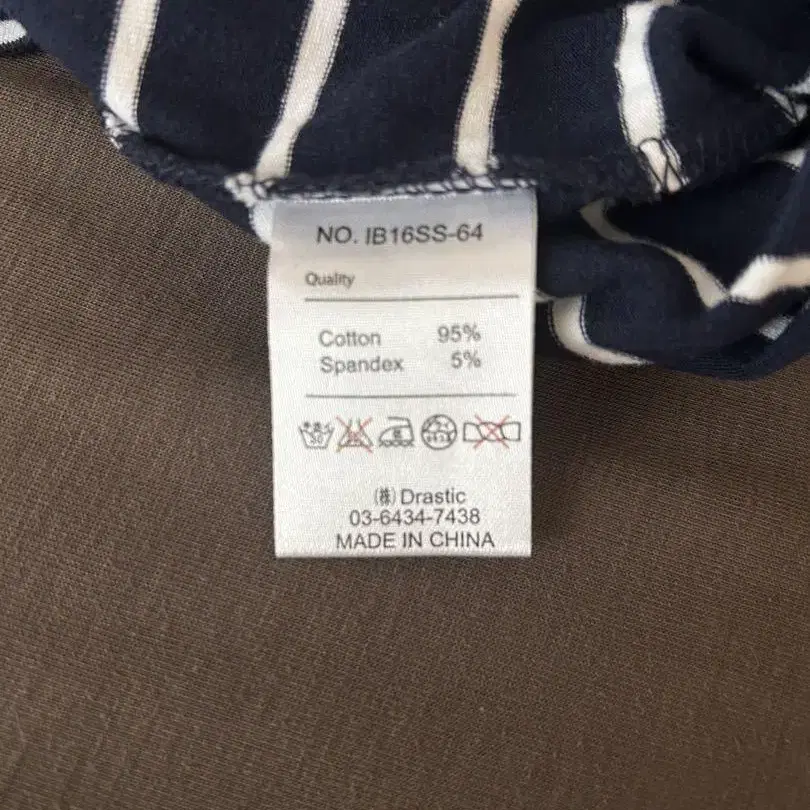 NO. IB16SS-64
Quality
Cotton 95%
Spandex 5%
㈱ Drastic
03-6434-7438
MADE IN CHINA